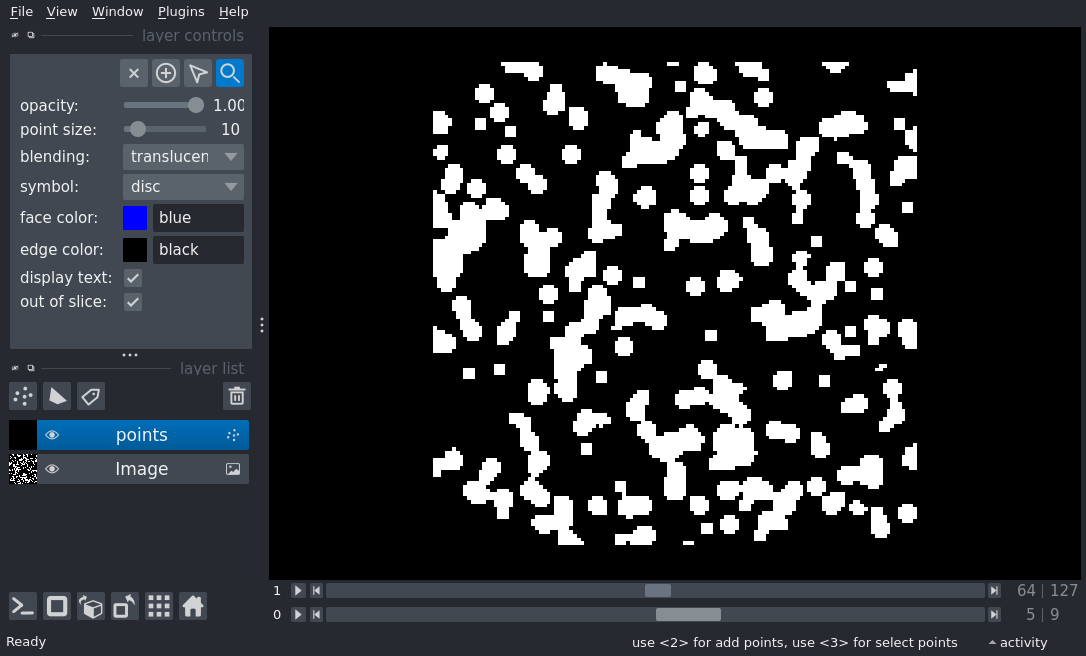 File View Window Plugins Help
layer controls
opacity: 1.00
point size: 10
blending: translucen
symbol: disc
face color: blue
edge color: black
display text:
out of slice:
layer list
points
Image
1 64 | 127
0 5 | 9
Ready use <2> for add points, use <3> for select points activity